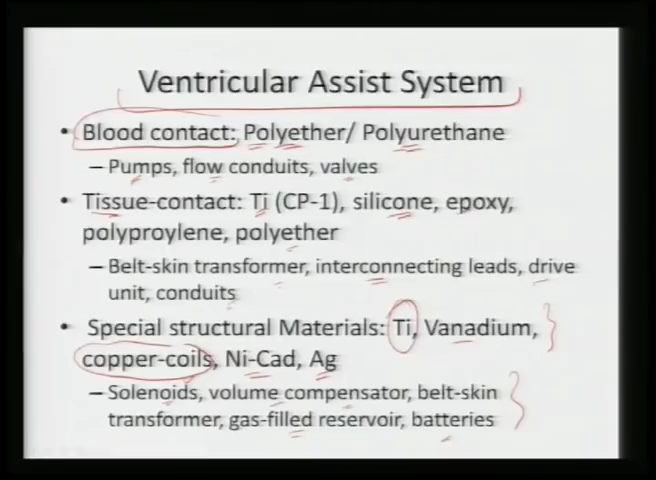 Ventricular Assist System
• Blood contact: Polyether/ Polyurethane
– Pumps, flow conduits, valves
• Tissue-contact: Ti (CP-1), silicone, epoxy,
polyproylene, polyether
– Belt-skin transformer, interconnecting leads, drive
unit, conduits
• Special structural Materials: Ti, Vanadium,
copper-coils, Ni-Cad, Ag
– Solenoids, volume compensator, belt-skin
transformer, gas-filled reservoir, batteries